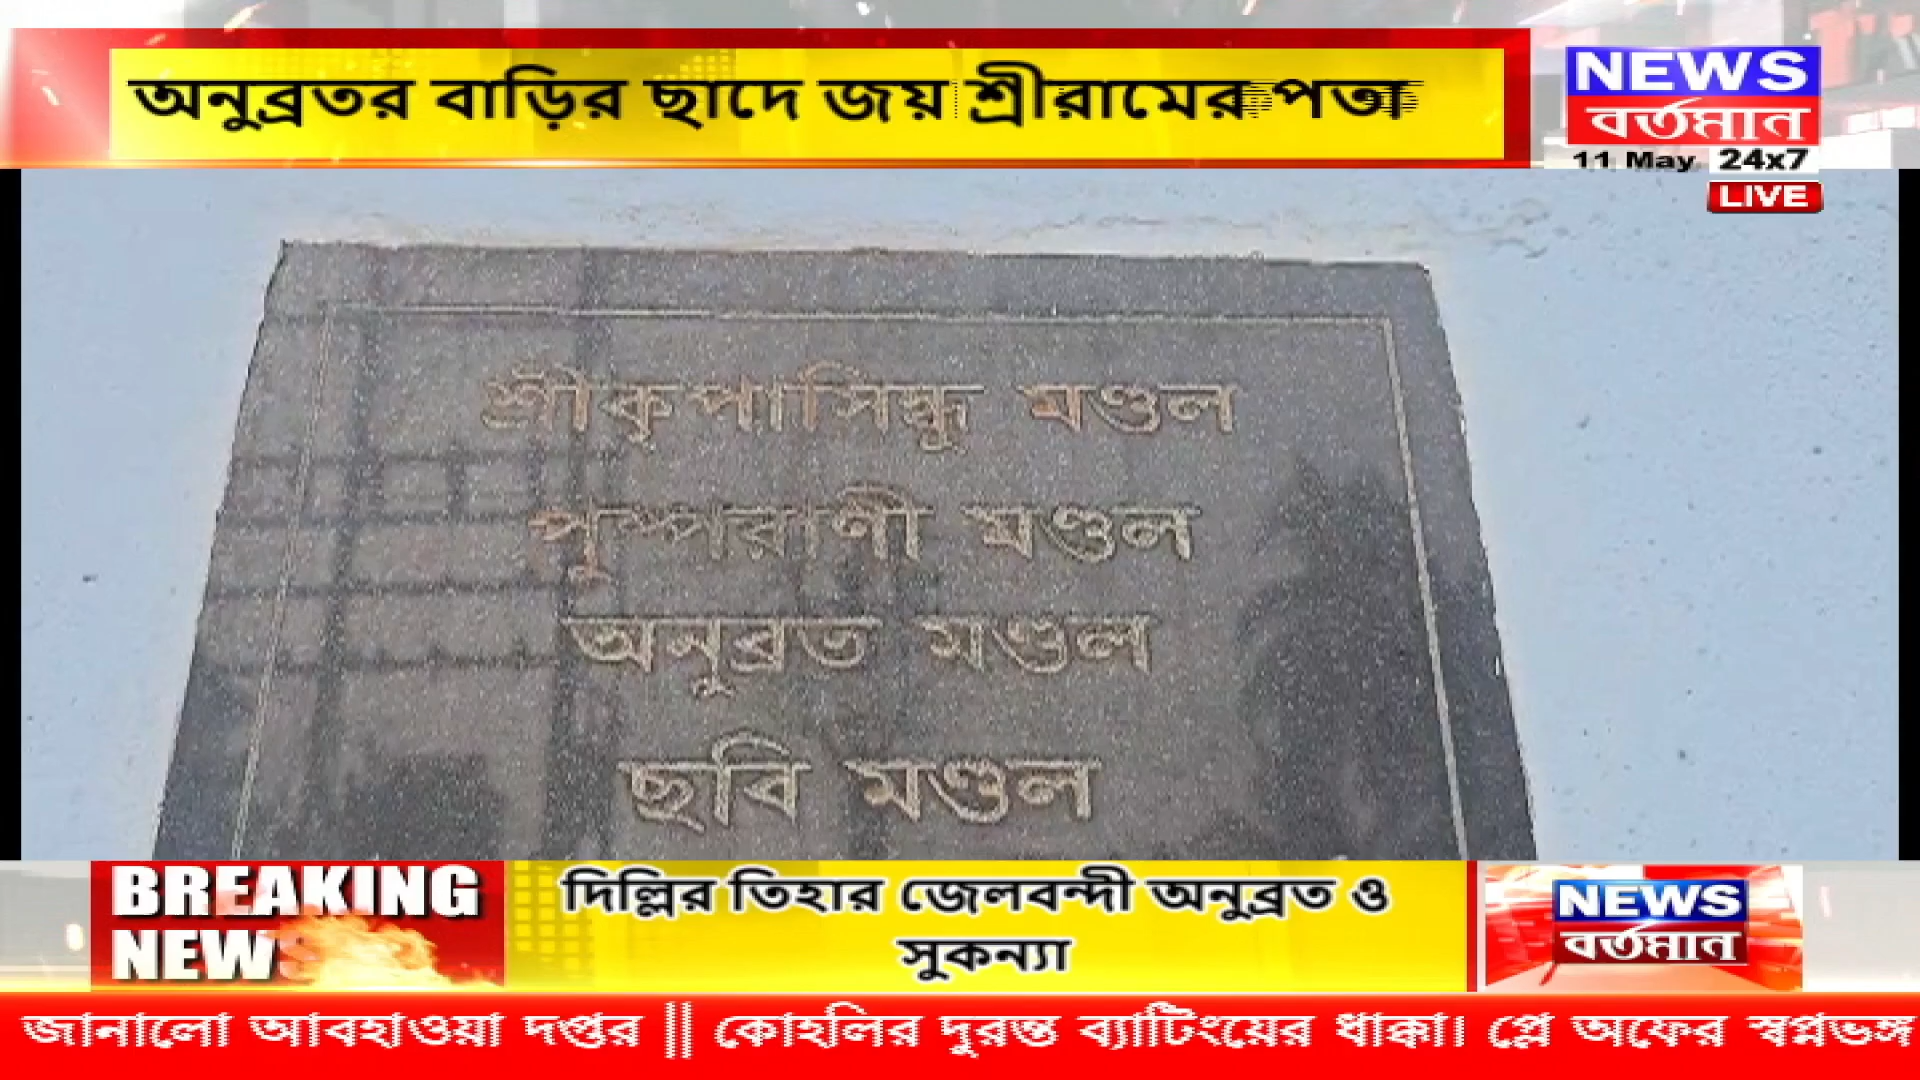 অনুব্রতর বাড়ির ছাদে জয় শ্রীরামের পতা
NEWS
বর্তমান
11 May 24x7
LIVE
শ্রীকৃপাসিন্ধু মণ্ডল
পুষ্পরাণী মণ্ডল
অনুব্রত মণ্ডল
ছবি মণ্ডল
BREAKING
NEWS
দিল্লির তিহার জেলবন্দী অনুব্রত ও
সুকন্যা
NEWS
বর্তমান
জানালো আবহাওয়া দপ্তর || কোহলির দুরন্ত ব্যাটিংয়ের ধাক্কা। প্লে অফের স্বপ্নভঙ্গ